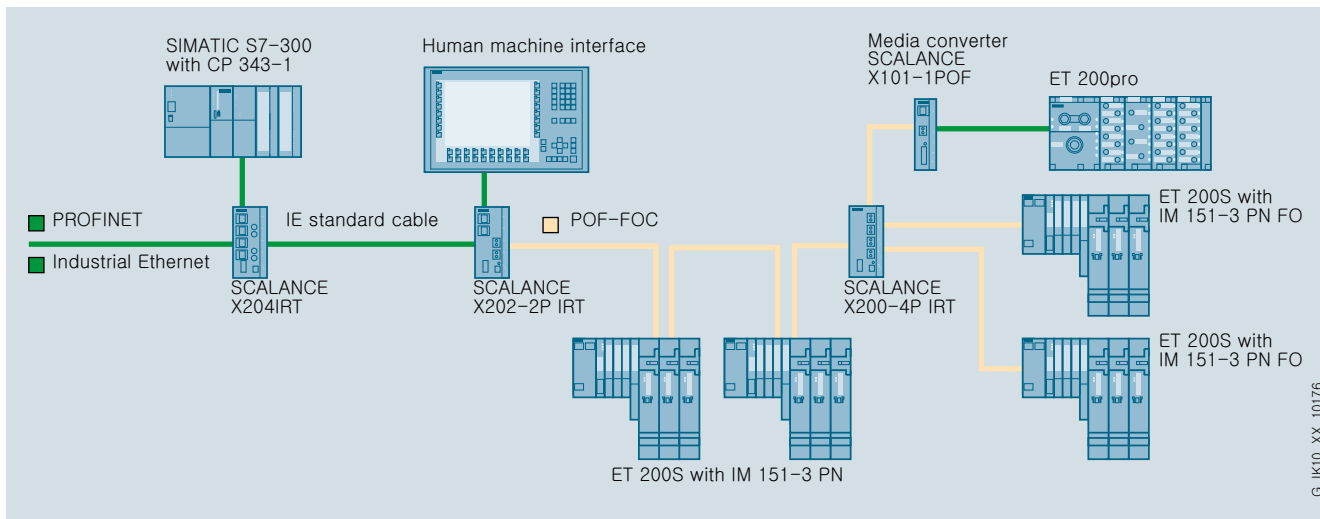 SIMATIC S7-300
with CP 343-1
Human machine interface
Media converter
SCALANCE
X101-1POF
ET 200pro
PROFINET
IE standard cable
POF-FOC
Industrial Ethernet
SCALANCE
X204IRT
SCALANCE
X202-2P IRT
SCALANCE
X200-4P IRT
ET 200S with
IM 151-3 PN FO
ET 200S with
IM 151-3 PN FO
ET 200S with IM 151-3 PN
G_IK10_XX_10176